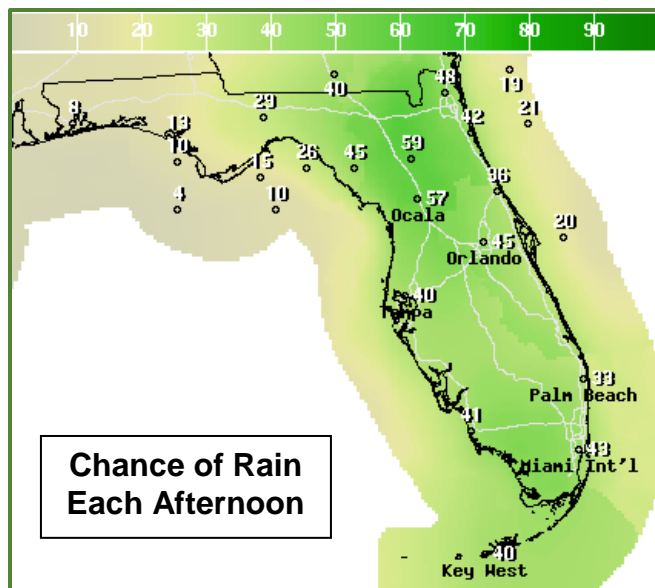 10 20 30 40 50 60 70 80 90
40
48
19
8
29
42
21
13
10
15
26
45
59
36
4
10
57
Ocala
20
45
Orlando
40
Tampa
33
Palm Beach
41
43
Miami Int'l
Chance of Rain
Each Afternoon
40
Key West